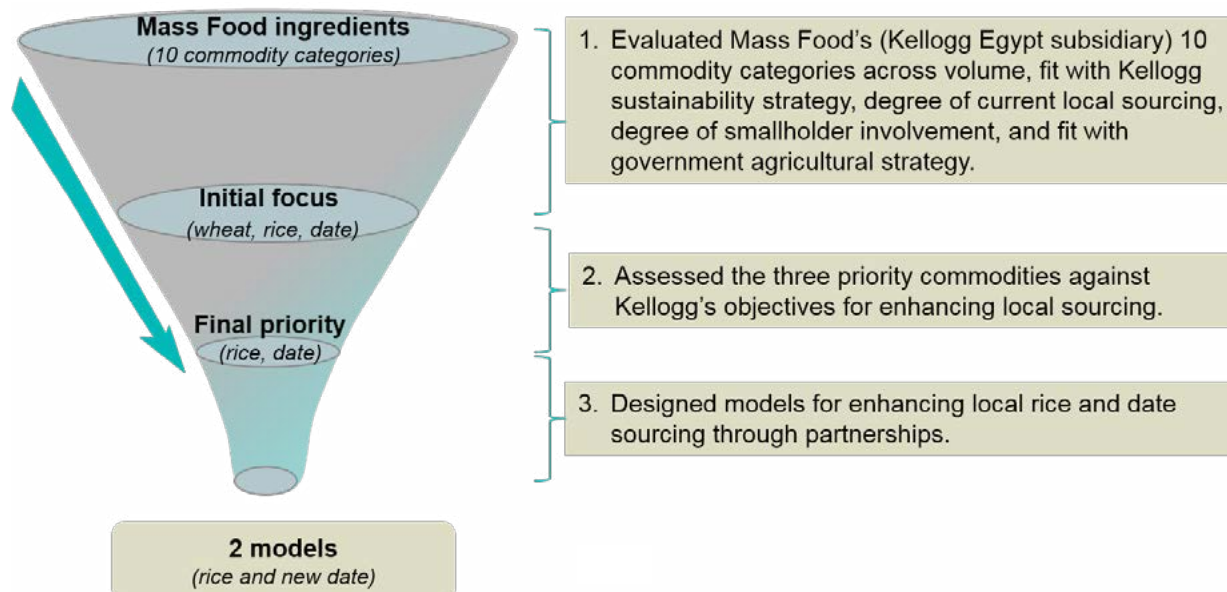 Mass Food ingredients
(10 commodity categories)
1. Evaluated Mass Food's (Kellogg Egypt subsidiary) 10
commodity categories across volume, fit with Kellogg
sustainability strategy, degree of current local sourcing,
degree of smallholder involvement, and fit with
government agricultural strategy.
Initial focus
(wheat, rice, date)
2. Assessed the three priority commodities against
Kellogg's objectives for enhancing local sourcing.
Final priority
(rice, date)
3. Designed models for enhancing local rice and date
sourcing through partnerships.
2 models
(rice and new date)